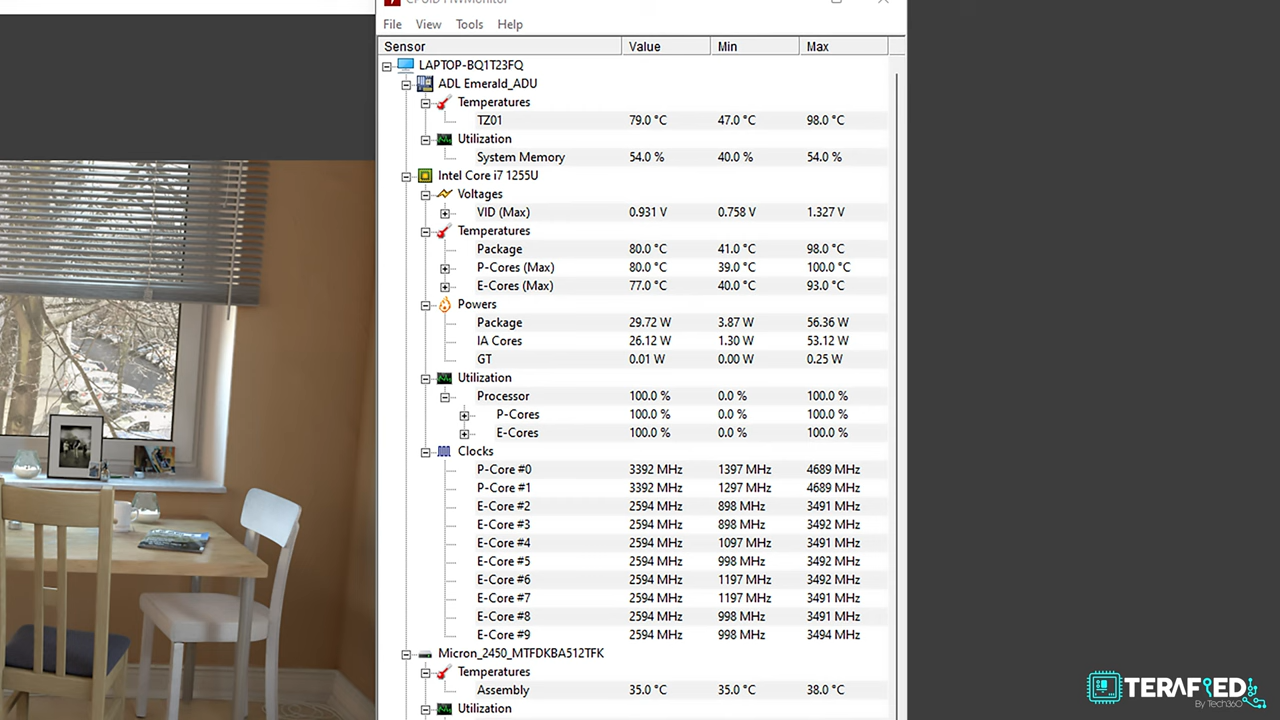 CPUID HWMonitor
File View Tools Help
Sensor Value Min Max
LAPTOP-BQ1T23FQ
ADL Emerald_ADU
Temperatures
TZ01 79.0 °C 47.0 °C 98.0 °C
Utilization
System Memory 54.0 % 40.0 % 54.0 %
Intel Core i7 1255U
Voltages
VID (Max) 0.931 V 0.758 V 1.327 V
Temperatures
Package 80.0 °C 41.0 °C 98.0 °C
P-Cores (Max) 80.0 °C 39.0 °C 100.0 °C
E-Cores (Max) 77.0 °C 40.0 °C 93.0 °C
Powers
Package 29.72 W 3.87 W 56.36 W
IA Cores 26.12 W 1.30 W 53.12 W
GT 0.01 W 0.00 W 0.25 W
Utilization
Processor 100.0 % 0.0 % 100.0 %
P-Cores 100.0 % 0.0 % 100.0 %
E-Cores 100.0 % 0.0 % 100.0 %
Clocks
P-Core #0 3392 MHz 1397 MHz 4689 MHz
P-Core #1 3392 MHz 1297 MHz 4689 MHz
E-Core #2 2594 MHz 898 MHz 3491 MHz
E-Core #3 2594 MHz 898 MHz 3492 MHz
E-Core #4 2594 MHz 1097 MHz 3492 MHz
E-Core #5 2594 MHz 998 MHz 3492 MHz
E-Core #6 2594 MHz 1197 MHz 3492 MHz
E-Core #7 2594 MHz 1197 MHz 3491 MHz
E-Core #8 2594 MHz 998 MHz 3491 MHz
E-Core #9 2594 MHz 998 MHz 3494 MHz
Micron_2450_MTFDKBA512TFK
Temperatures
Assembly 35.0 °C 35.0 °C 38.0 °C
Utilization
TERAFIED
By Tech360